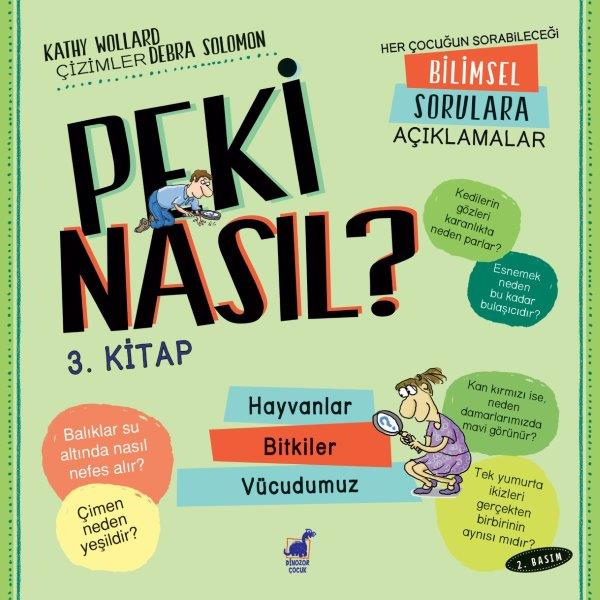 KATHY WOLLARD
ÇİZİMLER DEBRA SOLOMON
HER ÇOCUĞUN SORABİLECEĞİ
BİLİMSEL
SORULARA
AÇIKLAMALAR
PEKİ
NASIL?
3. KİTAP
Kedilerin
gözleri
karanlıkta
neden parlar?
Esnemek
neden
bu kadar
bulaşıcıdır?
Hayvanlar
Bitkiler
Vücudumuz
Kan kırmızı ise,
neden
damarlarımızda
mavi görünür?
Balıklar su
altında nasıl
nefes alır?
Çimen
neden
yeşildir?
Tek yumurta
ikizleri
gerçekten
birbirinin
aynısı mıdır?
2. BASIM
DİNOZOR
ÇOCUK